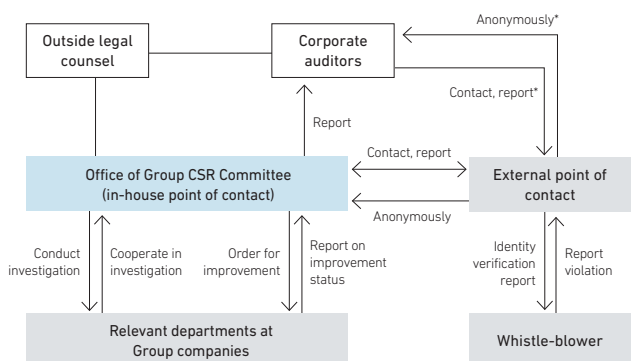 Anonymously*
Outside legal
counsel
Corporate
auditors
Contact, report*
Report
Office of Group CSR Committee
(in-house point of contact)
Contact, report
External point of
contact
Anonymously
Conduct
investigation
Cooperate in
investigation
Order for
improvement
Report on
improvement
status
Identity
verification
report
Report
violation
Relevant departments at
Group companies
Whistle-blower